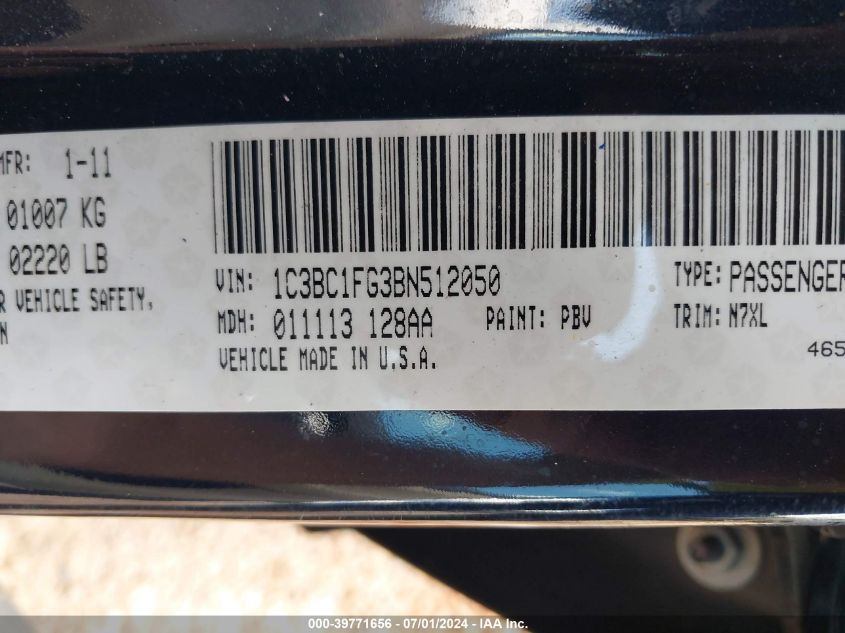 MFR: 1-11
01007 KG
02220 LB
R VEHICLE SAFETY,
N
VIN: 1C3BC1FG3BN512050 TYPE: PASSENGER
MDH: 011113 128AA PAINT: PBV TRIM: N7XL
VEHICLE MADE IN U.S.A. 465
000-39771656 - 07/01/2024 - IAA Inc.